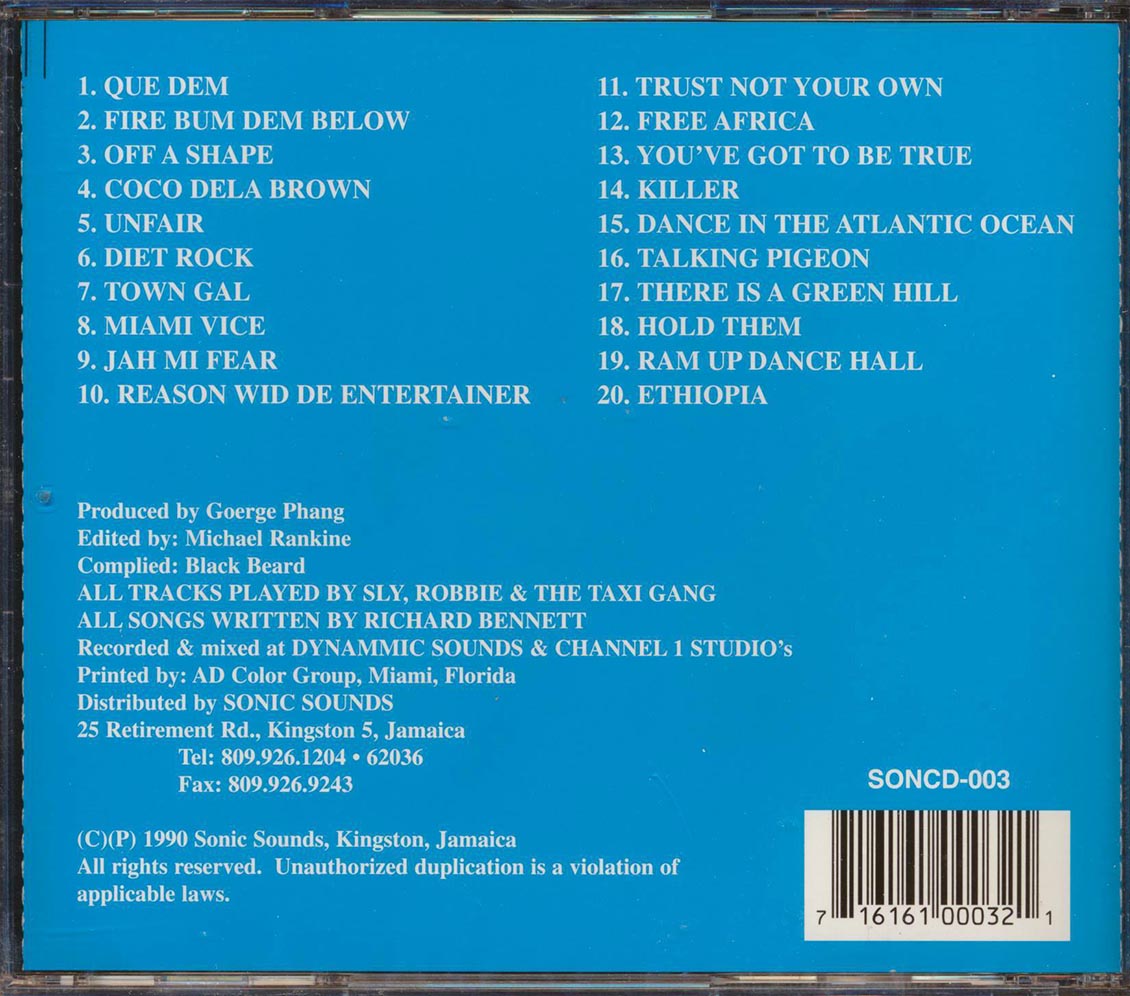 1. QUE DEM
2. FIRE BUM DEM BELOW
3. OFF A SHAPE
4. COCO DELA BROWN
5. UNFAIR
6. DIET ROCK
7. TOWN GAL
8. MIAMI VICE
9. JAH MI FEAR
10. REASON WID DE ENTERTAINER
11. TRUST NOT YOUR OWN
12. FREE AFRICA
13. YOU'VE GOT TO BE TRUE
14. KILLER
15. DANCE IN THE ATLANTIC OCEAN
16. TALKING PIGEON
17. THERE IS A GREEN HILL
18. HOLD THEM
19. RAM UP DANCE HALL
20. ETHIOPIA
Produced by Goerge Phang
Edited by: Michael Rankine
Complied: Black Beard
ALL TRACKS PLAYED BY SLY, ROBBIE & THE TAXI GANG
ALL SONGS WRITTEN BY RICHARD BENNETT
Recorded & mixed at DYNAMMIC SOUNDS & CHANNEL 1 STUDIO's
Printed by: AD Color Group, Miami, Florida
Distributed by SONIC SOUNDS
25 Retirement Rd., Kingston 5, Jamaica
Tel: 809.926.1204 • 62036
Fax: 809.926.9243
(C)(P) 1990 Sonic Sounds, Kingston, Jamaica
All rights reserved. Unauthorized duplication is a violation of
applicable laws.
SONCD-003
7 16161 00032 1